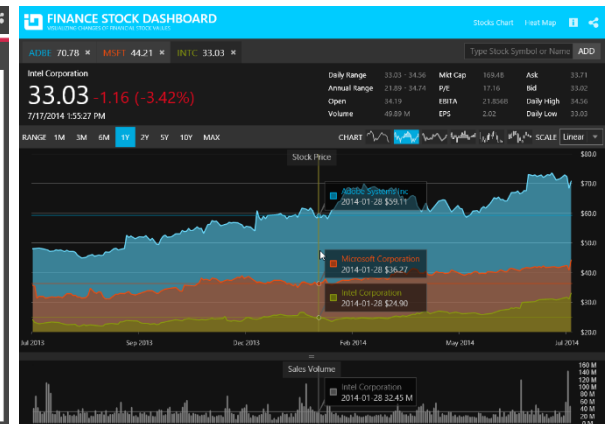 FINANCE STOCK DASHBOARD
VISUALIZING CHANGES OF FINANCIAL STOCK VALUES
Stocks Chart Heat Map
ADBE 70.78 × MSFT 44.21 × INTC 33.03 ×
Type Stock Symbol or Name ADD
Intel Corporation
33.03 -1.16 (-3.42%)
7/17/2014 1:55:27 PM
Daily Range 33.03 - 34.56 Mkt Cap 169.4B Ask 33.71
Annual Range 21.89 - 34.74 P/E 17.16 Bid 33.02
Open 34.19 EBITA 21.856B Daily High 34.56
Volume 49.89 M EPS 2.02 Daily Low 33.03
RANGE 1M 3M 6M 1Y 2Y 5Y 10Y MAX CHART SCALE Linear
Stock Price
$80.0
$70.0
$60.0
$50.0
$40.0
$30.0
$20.0
Adobe Systems Inc
2014-01-28 $59.11
Microsoft Corporation
2014-01-28 $36.27
Intel Corporation
2014-01-28 $24.90
Jul 2013 Sep 2013 Dec 2013 Feb 2014 May 2014 Jul 2014
Sales Volume
160 M
140 M
120 M
100 M
80 M
60 M
40 M
20 M
0 M
Intel Corporation
2014-01-28 32.45 M